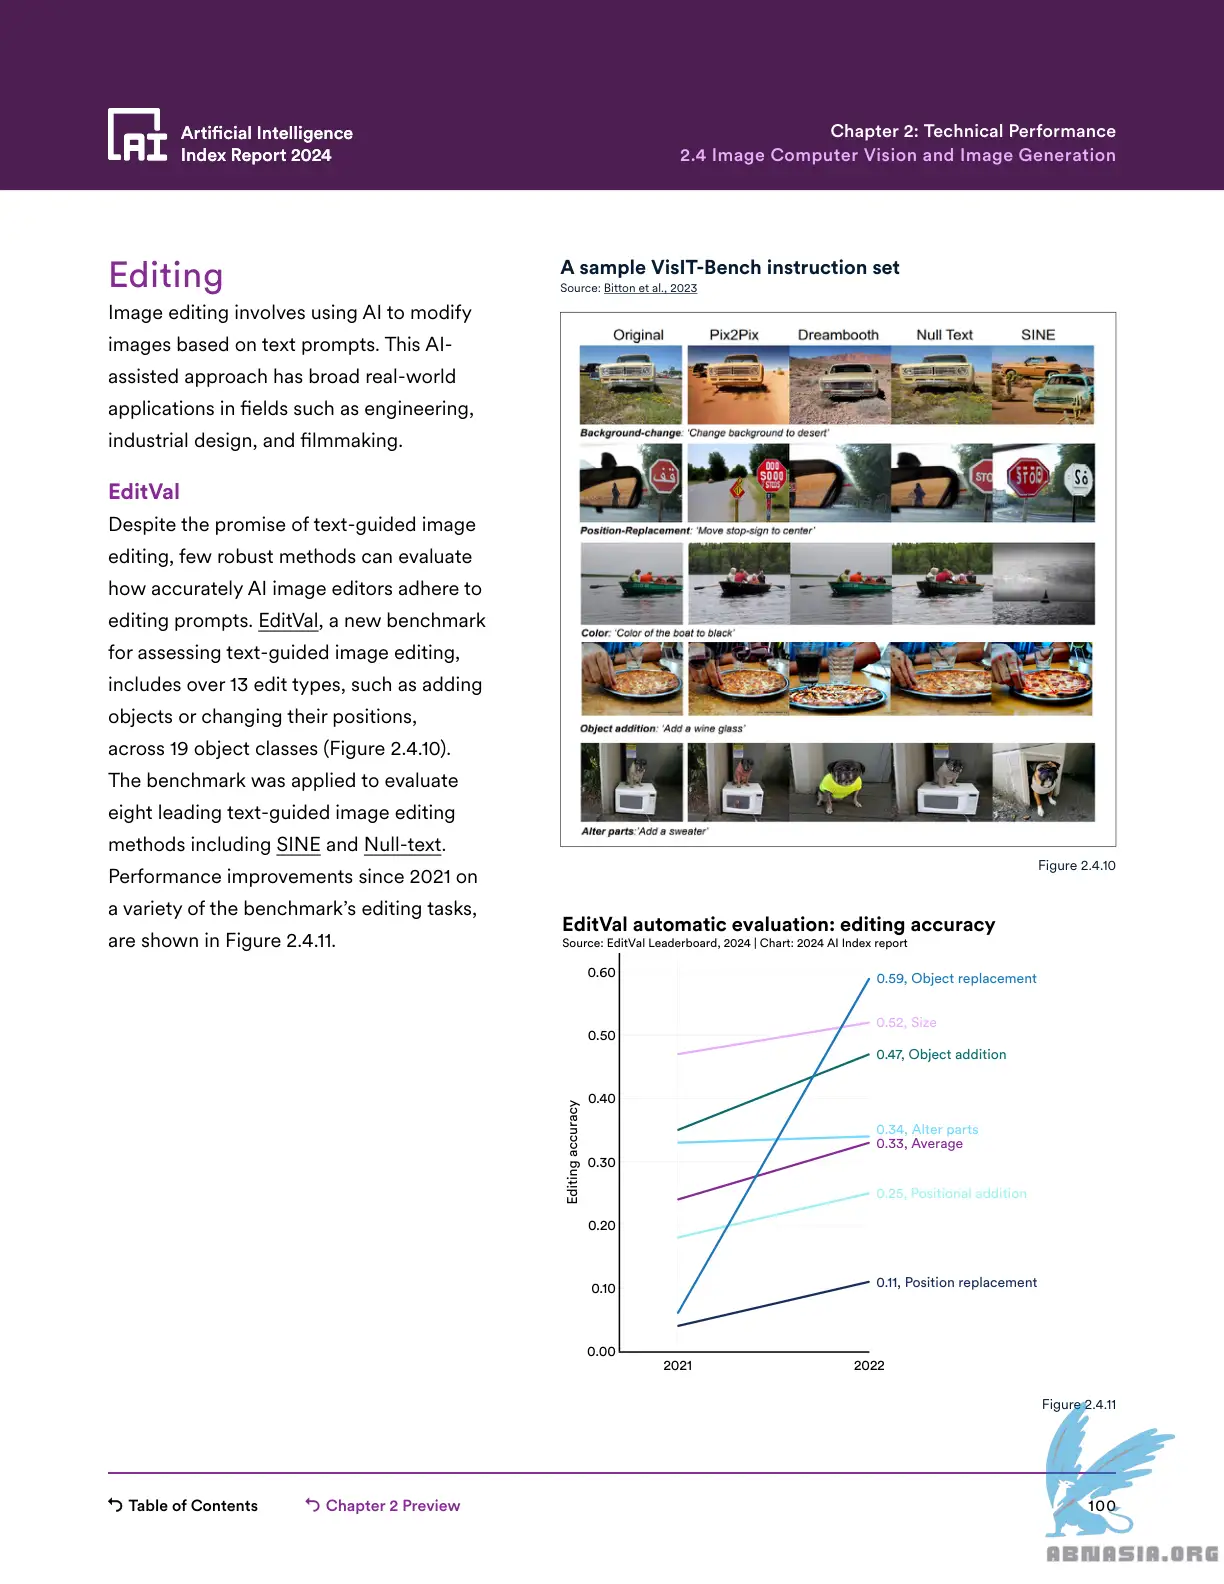 Artificial Intelligence
Index Report 2024
Chapter 2: Technical Performance
2.4 Image Computer Vision and Image Generation
Editing
Image editing involves using AI to modify
images based on text prompts. This AI-
assisted approach has broad real-world
applications in fields such as engineering,
industrial design, and filmmaking.
EditVal
Despite the promise of text-guided image
editing, few robust methods can evaluate
how accurately AI image editors adhere to
editing prompts. EditVal, a new benchmark
for assessing text-guided image editing,
includes over 13 edit types, such as adding
objects or changing their positions,
across 19 object classes (Figure 2.4.10).
The benchmark was applied to evaluate
eight leading text-guided image editing
methods including SINE and Null-text.
Performance improvements since 2021 on
a variety of the benchmark’s editing tasks,
are shown in Figure 2.4.11.
A sample VisIT-Bench instruction set
Source: Bitton et al., 2023
Original Pix2Pix Dreambooth Null Text SINE
Background-change: ‘Change background to desert’
Position-Replacement: ‘Move stop-sign to center’
Color: ‘Color of the boat to black’
Object addition: ‘Add a wine glass’
Alter parts:‘Add a sweater’
Figure 2.4.10
EditVal automatic evaluation: editing accuracy
Source: EditVal Leaderboard, 2024 | Chart: 2024 AI Index report
Editing accuracy
0.60
0.50
0.40
0.30
0.20
0.10
0.00
2021 2022
0.59, Object replacement
0.52, Size
0.47, Object addition
0.34, Alter parts
0.33, Average
0.25, Positional addition
0.11, Position replacement
Figure 2.4.11
Table of Contents
Chapter 2 Preview
100
ABNASIA.ORG